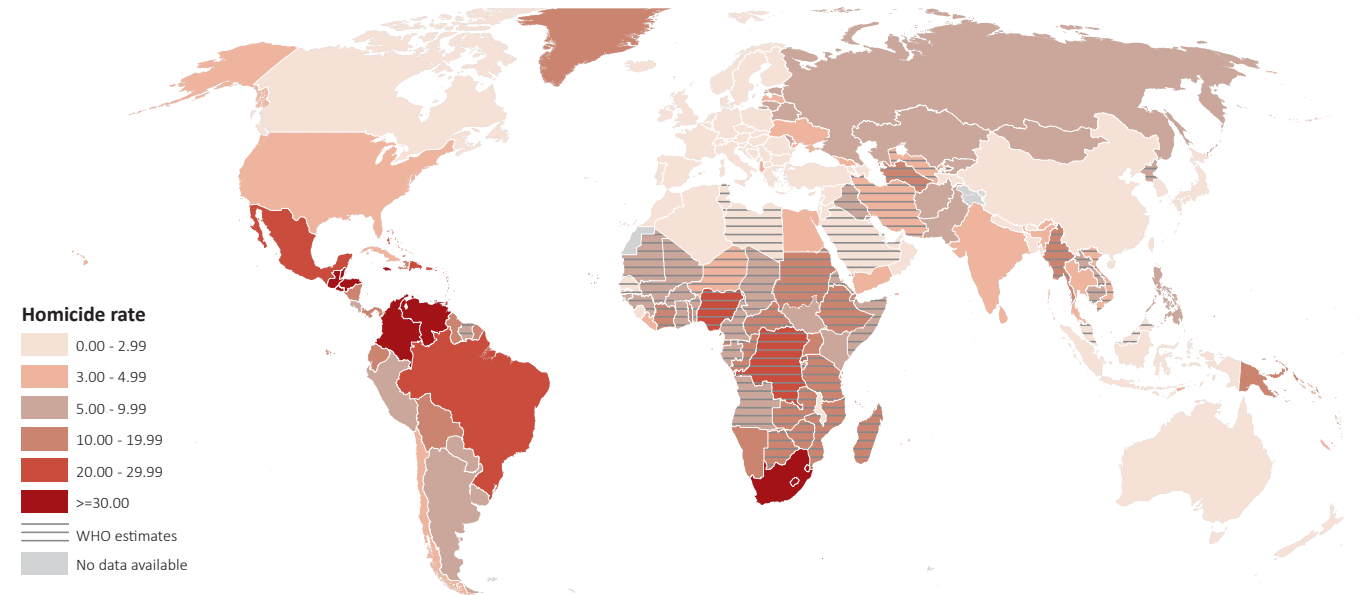 Homicide rate
0.00 - 2.99
3.00 - 4.99
5.00 - 9.99
10.00 - 19.99
20.00 - 29.99
>=30.00
WHO estimates
No data available